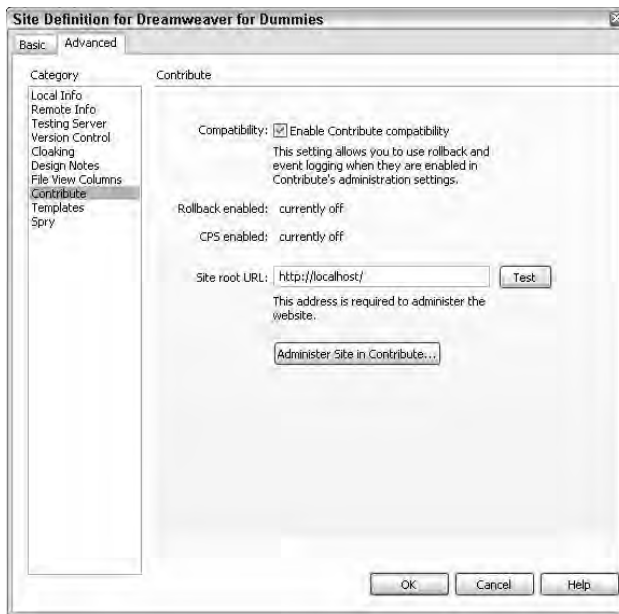 Site Definition for Dreamweaver for Dummies
Basic
Advanced
Category
Local Info
Remote Info
Testing Server
Version Control
Cloaking
Design Notes
File View Columns
Contribute
Templates
Spry
Contribute
Compatibility: Enable Contribute compatibility
This setting allows you to use rollback and
event logging when they are enabled in
Contribute's administration settings.
Rollback enabled: currently off
CPS enabled: currently off
Site root URL: http://localhost/ Test
This address is required to administer the
website.
Administer Site in Contribute...
OK Cancel Help